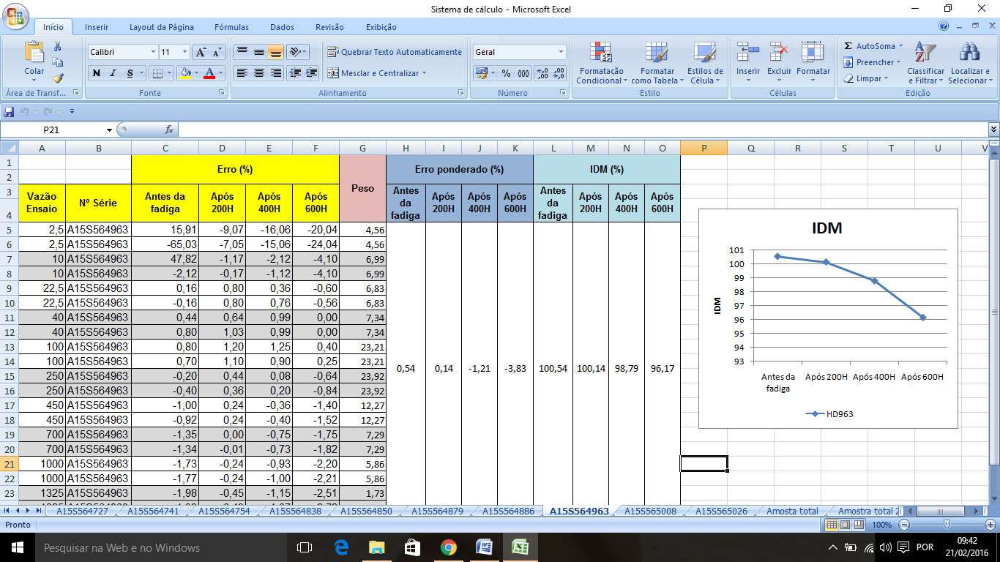 Sistema de cálculo - Microsoft Excel
Início Inserir Layout da Página Fórmulas Dados Revisão Exibição
Colar
Área de Transf...
Calibri 11
N I S
Fonte
Quebrar Texto Automaticamente
Mesclar e Centralizar
Alinhamento
Geral
% 000
Número
Formatação Condicional
Formatar como Tabela
Estilos de Célula
Estilo
Inserir Excluir Formatar
Células
AutoSoma
Preencher
Limpar
Classificar e Filtrar
Localizar e Selecionar
Edição
P21
A B C D E F G H I J K L M N O P Q R S T U V
1 2 3 4
Erro (%) Peso Erro ponderado (%) IDM (%)
Vazão Ensaio Nº Série Antes da fadiga Após 200H Após 400H Após 600H Antes da fadiga Após 200H Após 400H Após 600H Antes da fadiga Após 200H Após 400H Após 600H
5 2,5 A15S564963 15,91 -9,07 -16,06 -20,04 4,56
6 2,5 A15S564963 -65,03 -7,05 -15,06 -24,04 4,56
7 10 A15S564963 47,82 -1,17 -2,12 -4,10 6,99
8 10 A15S564963 -2,12 -0,17 -1,12 -4,10 6,99
9 22,5 A15S564963 0,16 0,80 0,36 -0,60 6,83
10 22,5 A15S564963 -0,16 0,80 0,76 -0,56 6,83
11 40 A15S564963 0,44 0,64 0,99 0,00 7,34
12 40 A15S564963 0,80 1,03 0,99 0,00 7,34
13 100 A15S564963 0,80 1,20 1,25 0,40 23,21
14 100 A15S564963 0,70 1,10 0,90 0,25 23,21
0,54 0,14 -1,21 -3,83 100,54 100,14 98,79 96,17
15 250 A15S564963 -0,20 0,44 0,08 -0,64 23,92
16 250 A15S564963 -0,40 0,36 0,20 -0,84 23,92
17 450 A15S564963 -1,00 0,24 -0,36 -1,40 12,27
18 450 A15S564963 -0,92 0,24 -0,40 -1,52 12,27
19 700 A15S564963 -1,35 0,00 -0,75 -1,75 7,29
20 700 A15S564963 -1,34 -0,01 -0,73 -1,82 7,29
21 1000 A15S564963 -1,73 -0,24 -0,93 -2,20 5,86
22 1000 A15S564963 -1,77 -0,24 -1,00 -2,21 5,86
23 1325 A15S564963 -1,98 -0,45 -1,15 -2,51 1,73
IDM
101
100
99
98
97
96
95
94
93
IDM
Antes da fadiga Após 200H Após 400H Após 600H
HD963
A15S564727 A15S564741 A15S564754 A15S564838 A15S564850 A15S564879 A15S564886 A15S564963 A15S565008 A15S565026 Amosta total Amostra total 2
Pronto 100%
Pesquisar na Web e no Windows
POR
09:42
21/02/2016